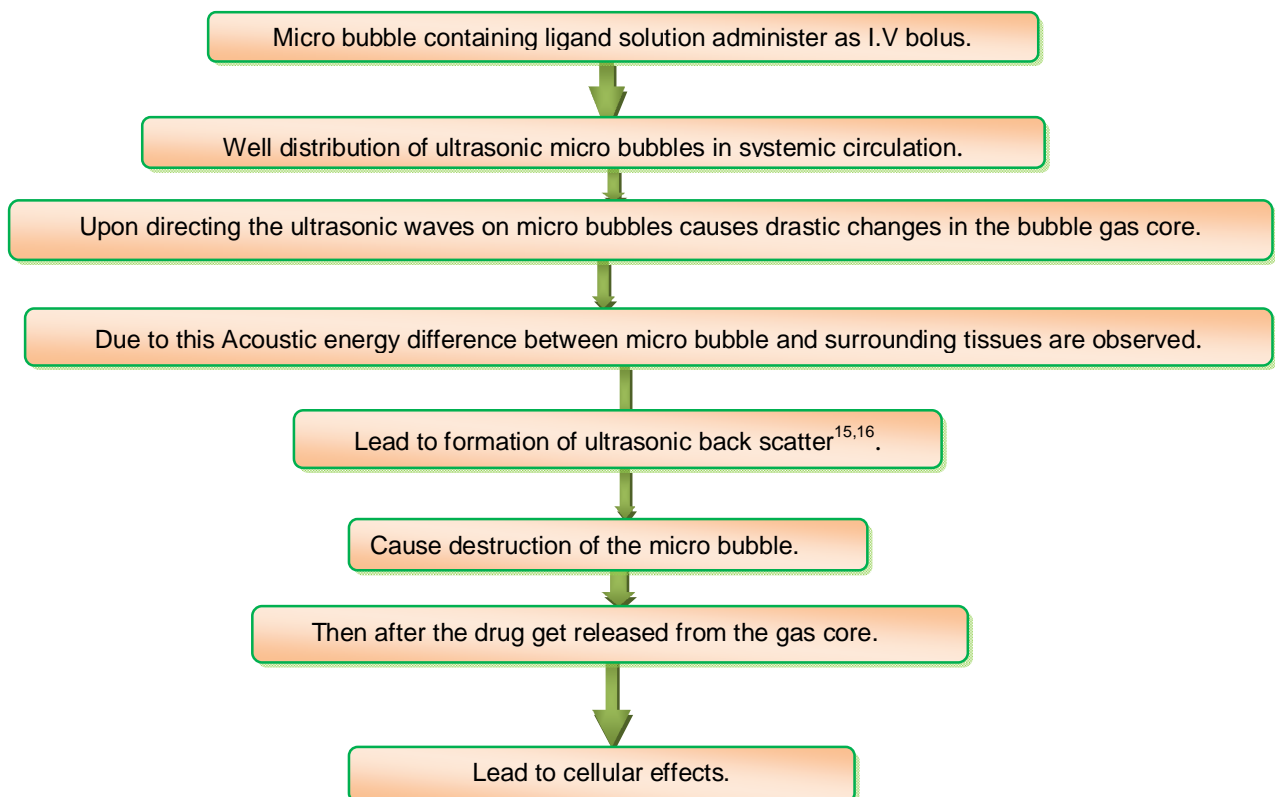 Micro bubble containing ligand solution administer as I.V bolus.
Well distribution of ultrasonic micro bubbles in systemic circulation.
Upon directing the ultrasonic waves on micro bubbles causes drastic changes in the bubble gas core.
Due to this Acoustic energy difference between micro bubble and surrounding tissues are observed.
Lead to formation of ultrasonic back scatter15,16.
Cause destruction of the micro bubble.
Then after the drug get released from the gas core.
Lead to cellular effects.